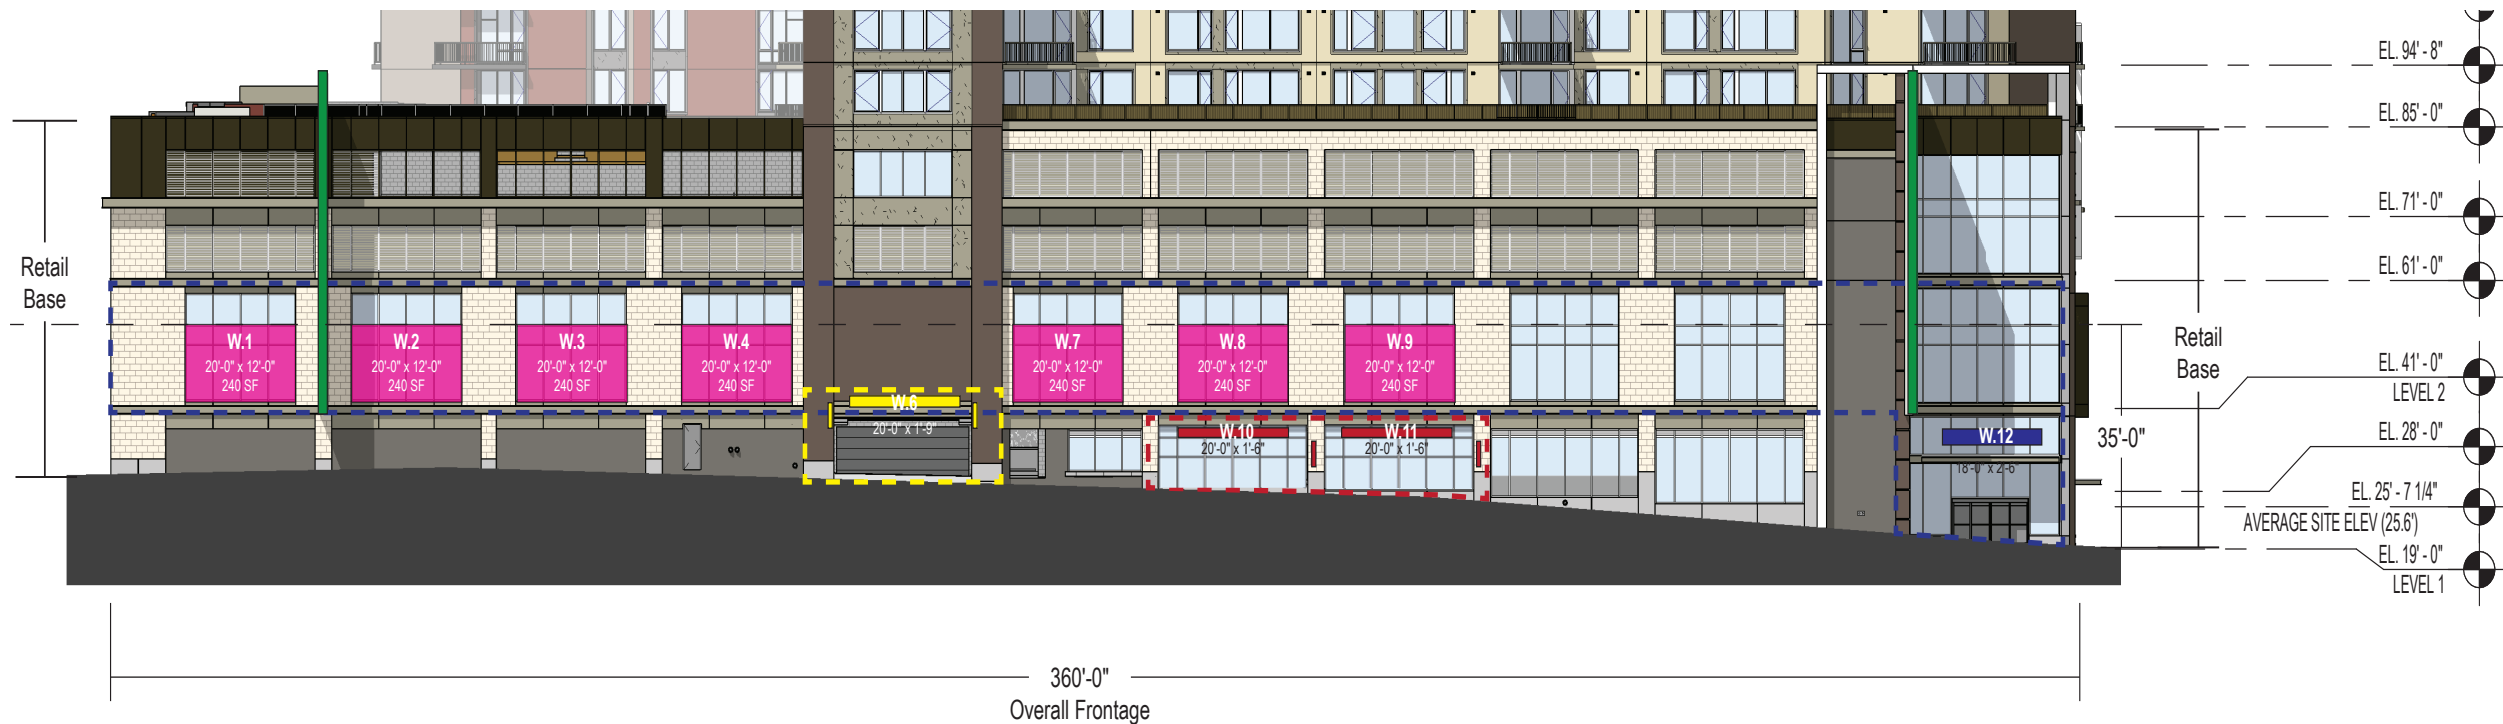 EL. 94' - 8"
EL. 85' - 0"
EL. 71' - 0"
EL. 61' - 0"
Retail
Base
W.1
20'-0" x 12'-0"
240 SF
W.2
20'-0" x 12'-0"
240 SF
W.3
20'-0" x 12'-0"
240 SF
W.4
20'-0" x 12'-0"
240 SF
W.7
20'-0" x 12'-0"
240 SF
W.8
20'-0" x 12'-0"
240 SF
W.9
20'-0" x 12'-0"
240 SF
Retail
Base
EL. 41' - 0"
LEVEL 2
W.6
20'-0" x 1'-9"
W.10
20'-0" x 1'-6"
W.11
20'-0" x 1'-6"
W.12
18'-0" x 2'-6"
35'-0"
EL. 28' - 0"
EL. 25' - 7 1/4"
AVERAGE SITE ELEV (25.6')
EL. 19' - 0"
LEVEL 1
360'-0"
Overall Frontage